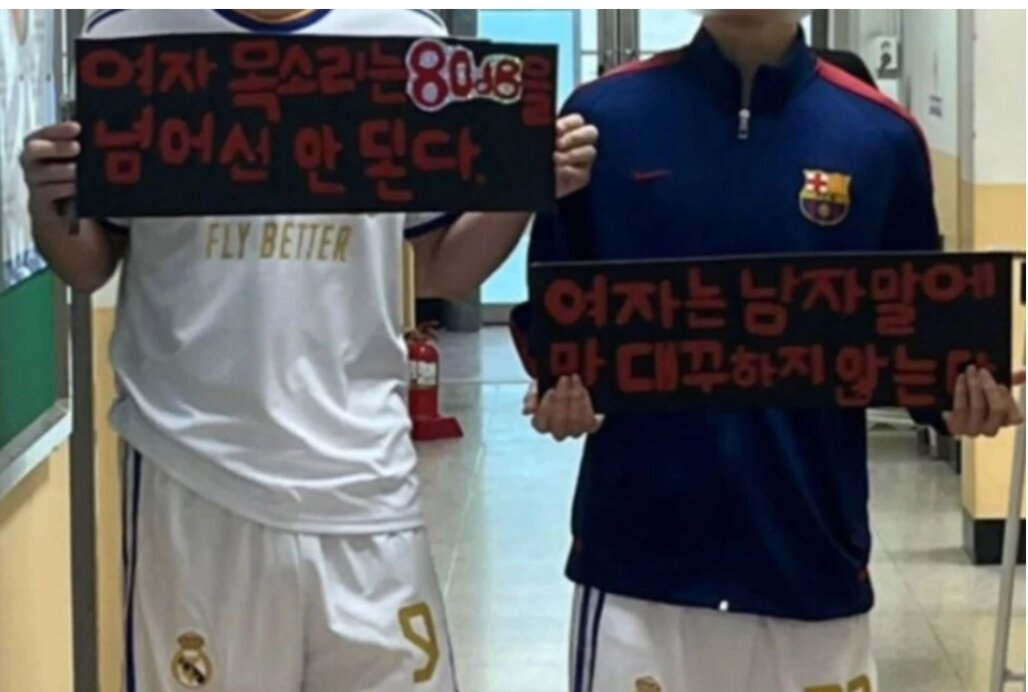 여자 목소리는 80dB을
넘어선 안 된다.
FLY BETTER
여자는 남자 말에
대꾸하지 않는다
9